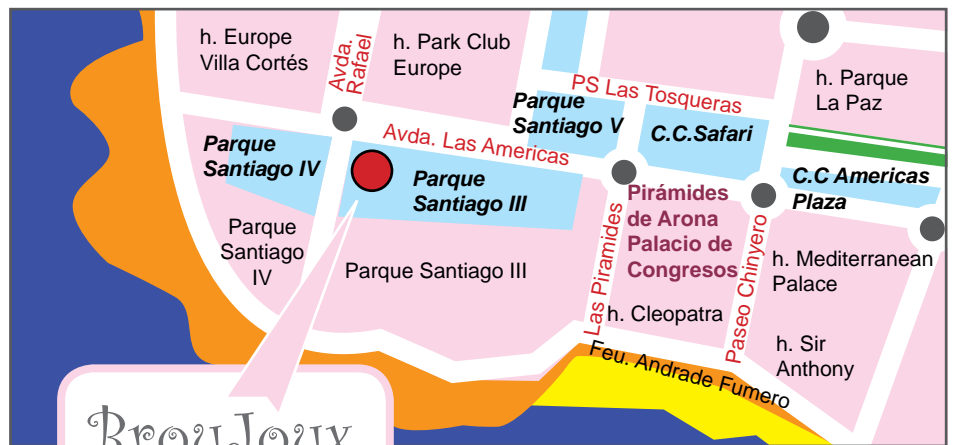 h. Europe
Villa Cortés
Avda.
Rafael
h. Park Club
Europe
PS Las Tosqueras
h. Parque
La Paz
Parque
Santiago V
C.C.Safari
Avda. Las Americas
Parque
Santiago IV
Parque
Santiago III
C.C Americas
Plaza
Pirámides
de Arona
Palacio de
Congresos
Parque
Santiago
IV
Parque Santiago III
Las Piramides
Paseo Chinyero
h. Mediterranean
Palace
h. Cleopatra
h. Sir
Anthony
Feu. Andrade Fumero
BrouJoux